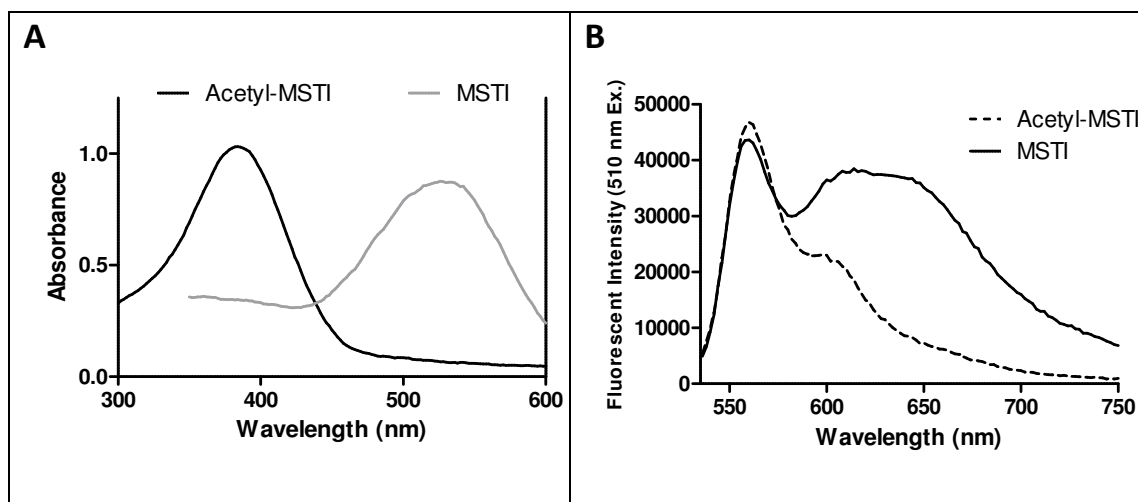 A
Acetyl-MSTI
MSTI
Absorbance
1.0
0.5
0.0
300 400 500 600
Wavelength (nm)
B
Acetyl-MSTI
MSTI
Fluorescent Intensity (510 nm Ex.)
50000
40000
30000
20000
10000
0
550 600 650 700 750
Wavelength (nm)